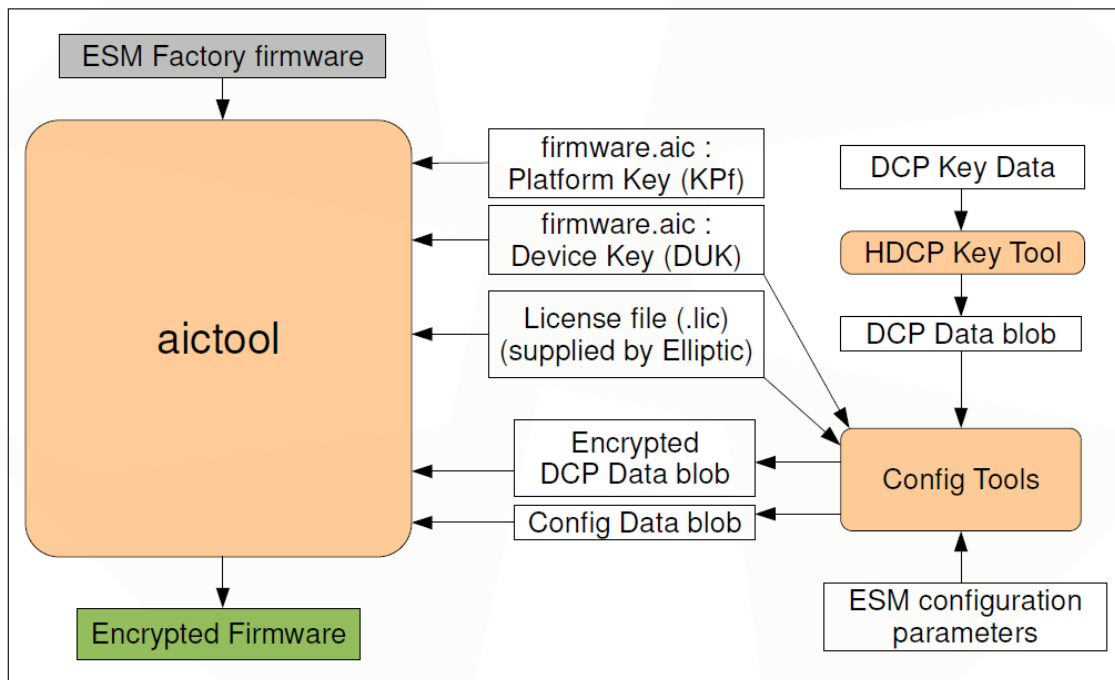 ESM Factory firmware
aictool
Encrypted Firmware
firmware.aic :
Platform Key (KPf)
firmware.aic :
Device Key (DUK)
License file (.lic)
(supplied by Elliptic)
Encrypted
DCP Data blob
Config Data blob
DCP Key Data
HDCP Key Tool
DCP Data blob
Config Tools
ESM configuration
parameters